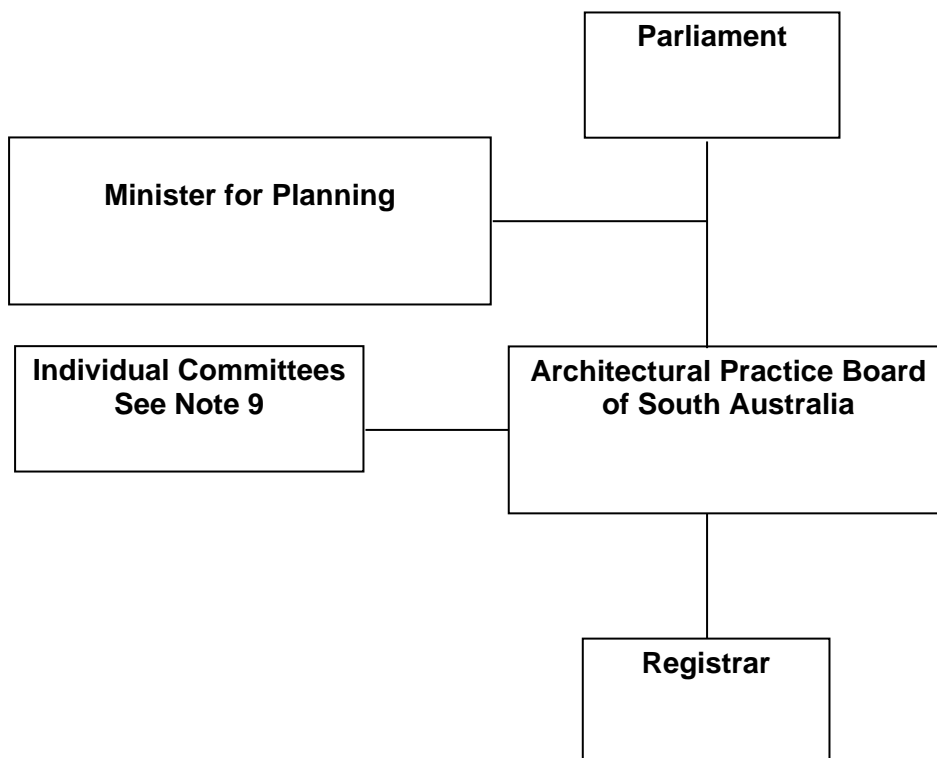 Parliament
Minister for Planning
Individual Committees
See Note 9
Architectural Practice Board
of South Australia
Registrar